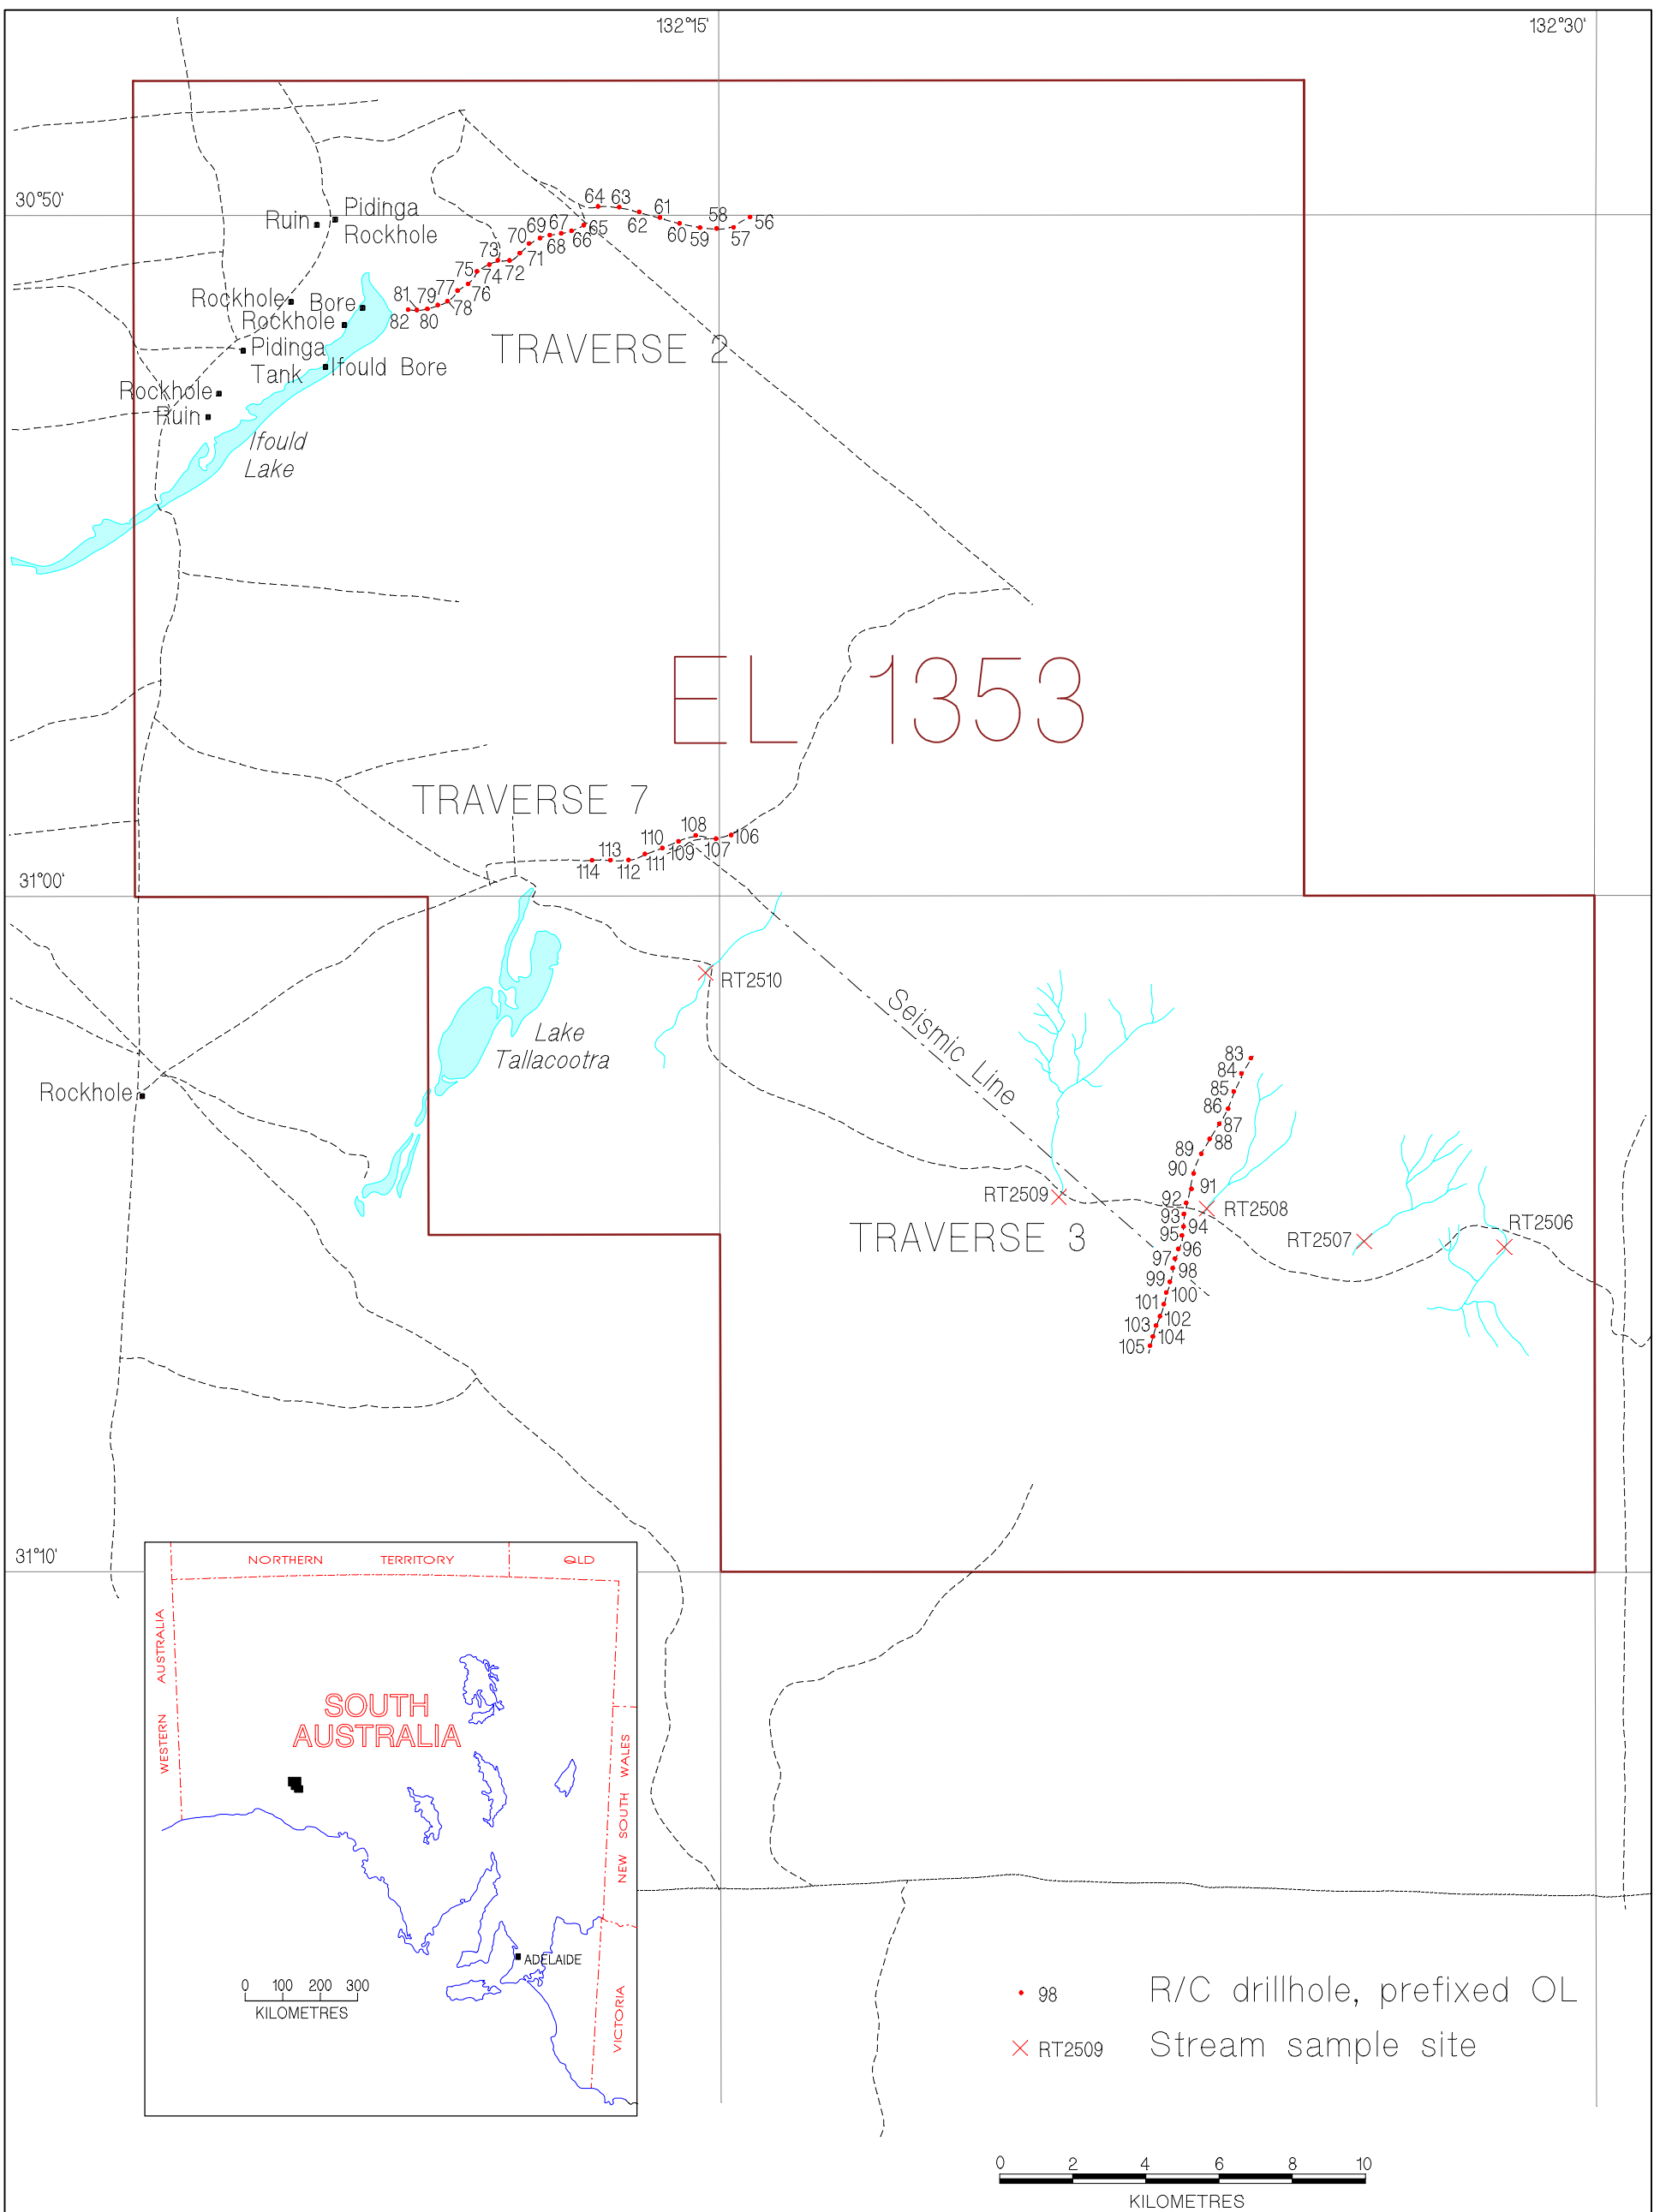 132°15'
132°30'
30°50'
Ruin
Pidinga
Rockhole
64
63
62
61
60
59
58
57
56
65
66
67
68
69
70
71
72
73
74
75
76
77
78
79
80
81
82
Rockhole
Bore
Rockhole
Pidinga
Tank
Ifould Bore
Rockhole
Ruin
Ifould
Lake
TRAVERSE 2
EL 1353
TRAVERSE 7
106
107
108
109
110
111
112
113
114
31°00'
RT2510
Lake
Tallacootra
Seismic Line
Rockhole
83
84
85
86
87
88
89
90
91
92
93
94
95
96
97
98
99
100
101
102
103
104
105
RT2509
RT2508
RT2507
RT2506
TRAVERSE 3
31°10'
NORTHERN TERRITORY
QLD
WESTERN AUSTRALIA
SOUTH
AUSTRALIA
NEW SOUTH WALES
ADELAIDE
VICTORIA
0 100 200 300
KILOMETRES
98 R/C drillhole, prefixed OL
RT2509 Stream sample site
0 2 4 6 8 10
KILOMETRES